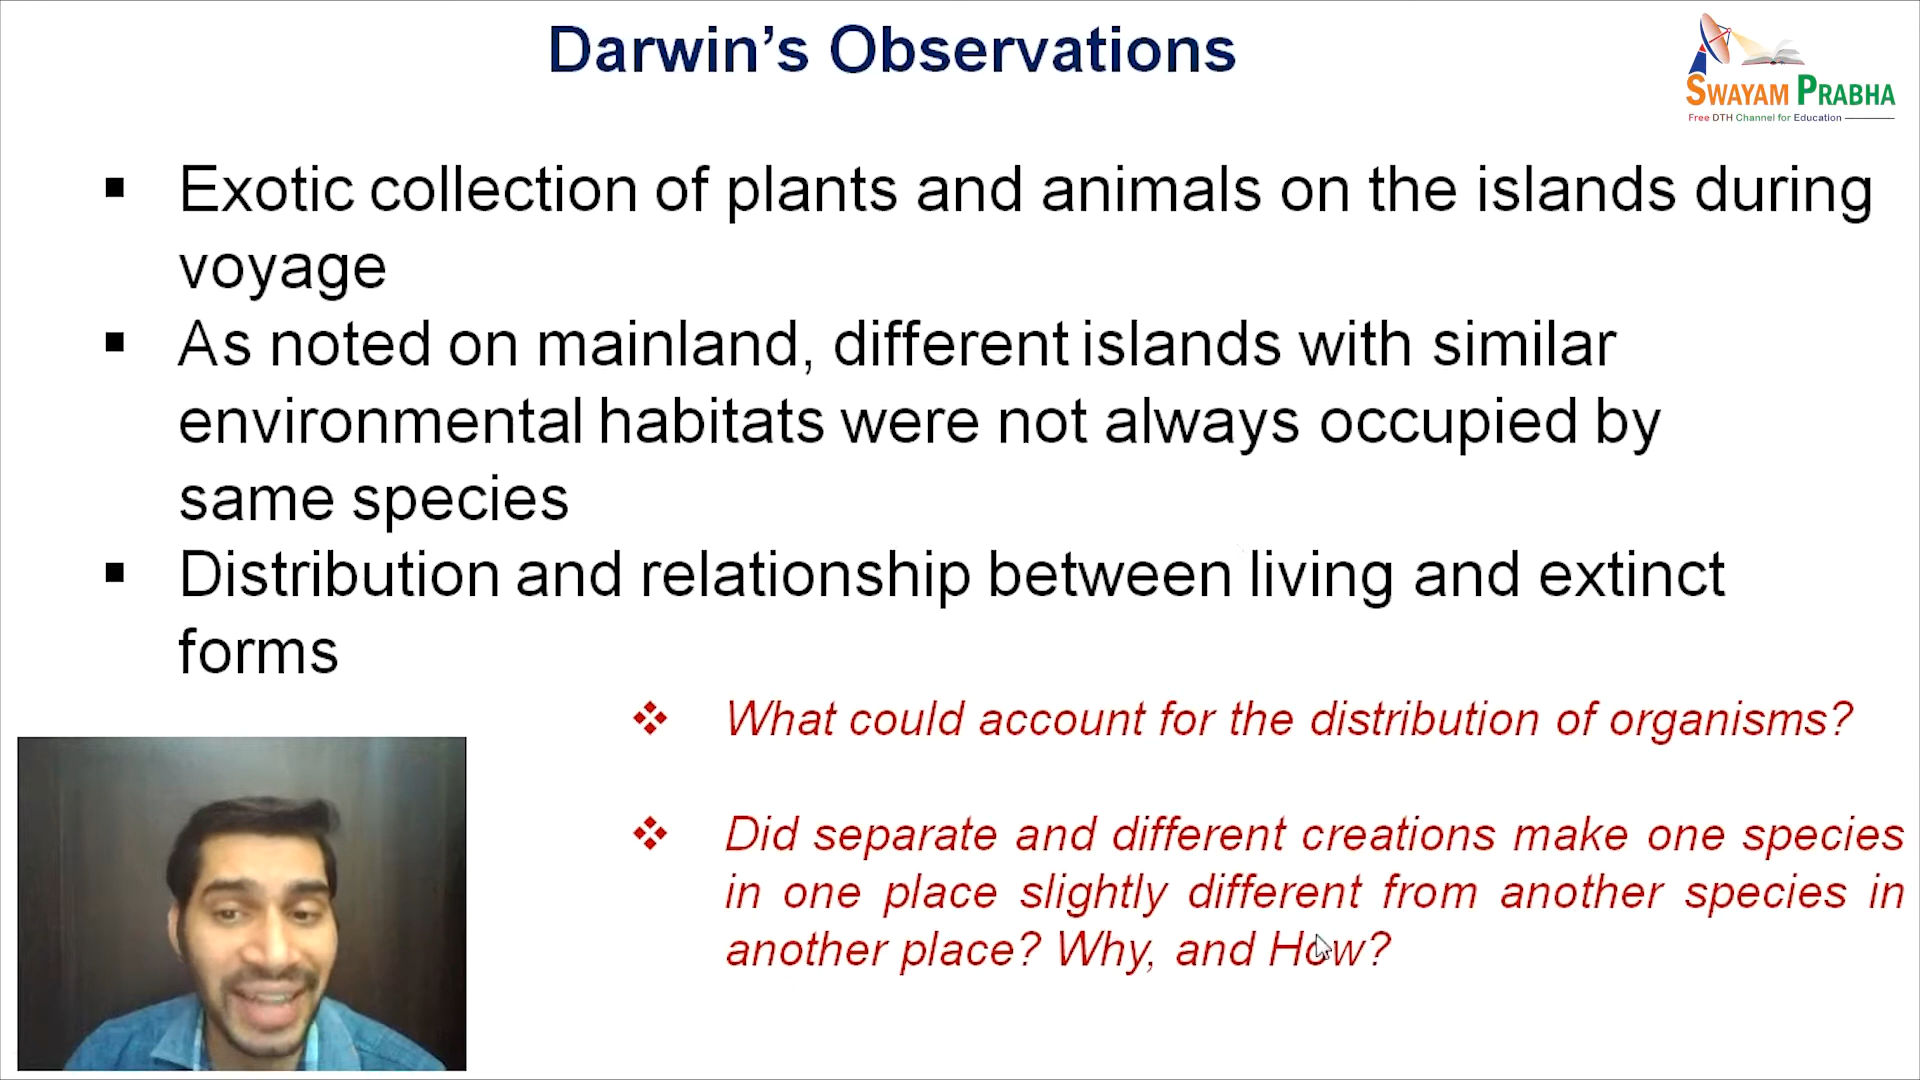 Darwin’s Observations
SWAYAM PRABHA
Free DTH Channel for Education
▪ Exotic collection of plants and animals on the islands during
voyage
▪ As noted on mainland, different islands with similar
environmental habitats were not always occupied by
same species
▪ Distribution and relationship between living and extinct
forms
❖ What could account for the distribution of organisms?
❖ Did separate and different creations make one species
in one place slightly different from another species in
another place? Why, and How?